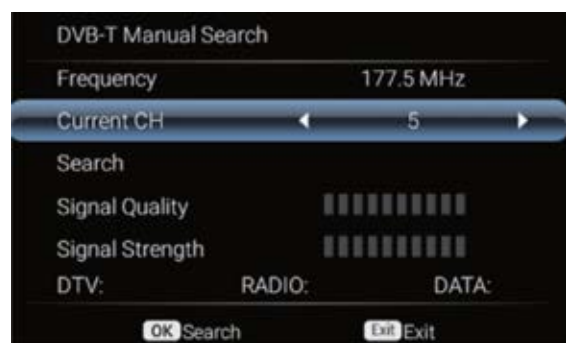 DVB-T Manual Search
Frequency 177.5 MHz
Current CH 5
Search
Signal Quality
Signal Strength
DTV: RADIO: DATA:
OK Search Exit Exit